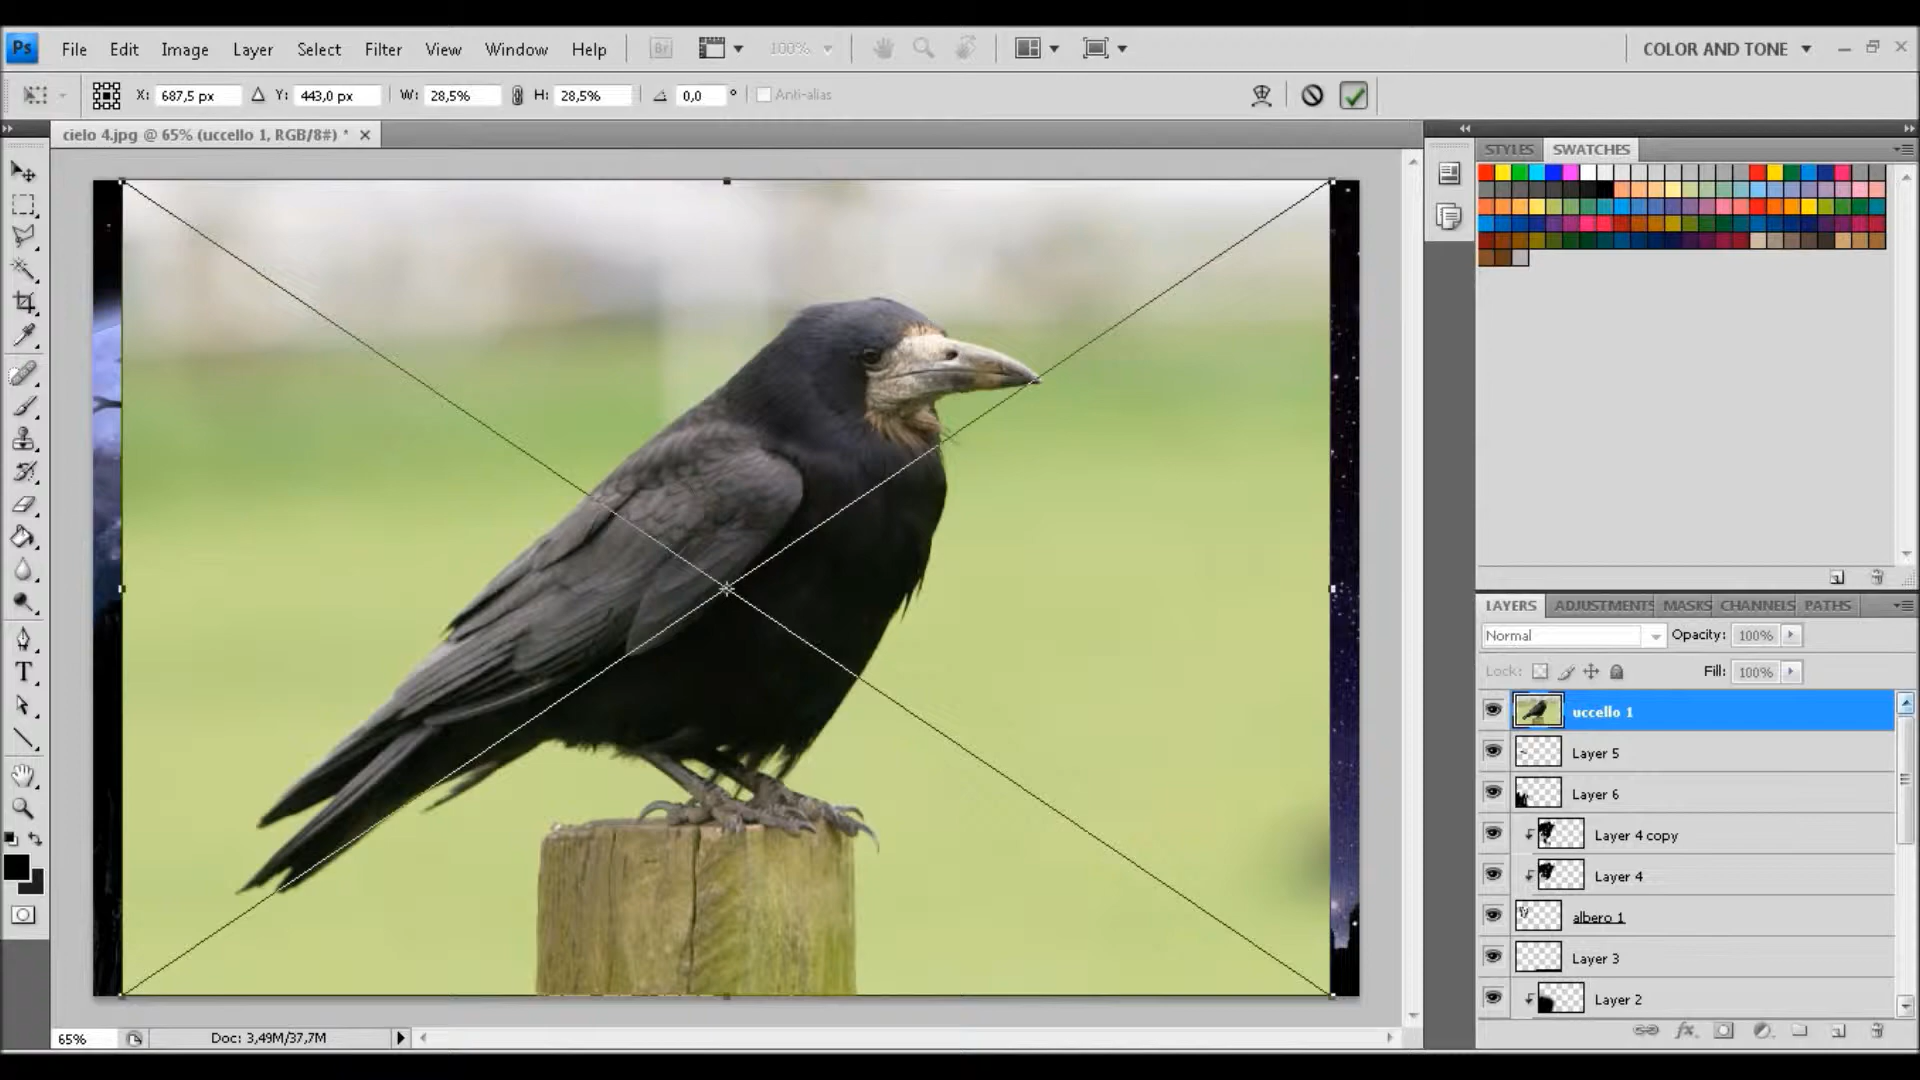 Ps File Edit Image Layer Select Filter View Window Help Br 100% COLOR AND TONE
X: 687,5 px Y: 443,0 px W: 28,5% H: 28,5% 0,0 ° Anti-alias
cielo 4.jpg @ 65% (uccello 1, RGB/8#) *
STYLES SWATCHES
LAYERS ADJUSTMENTS MASKS CHANNELS PATHS
Normal Opacity: 100%
Lock: Fill: 100%
uccello 1
Layer 5
Layer 6
Layer 4 copy
Layer 4
albero 1
Layer 3
Layer 2
65% Doc: 3,49M/37,7M